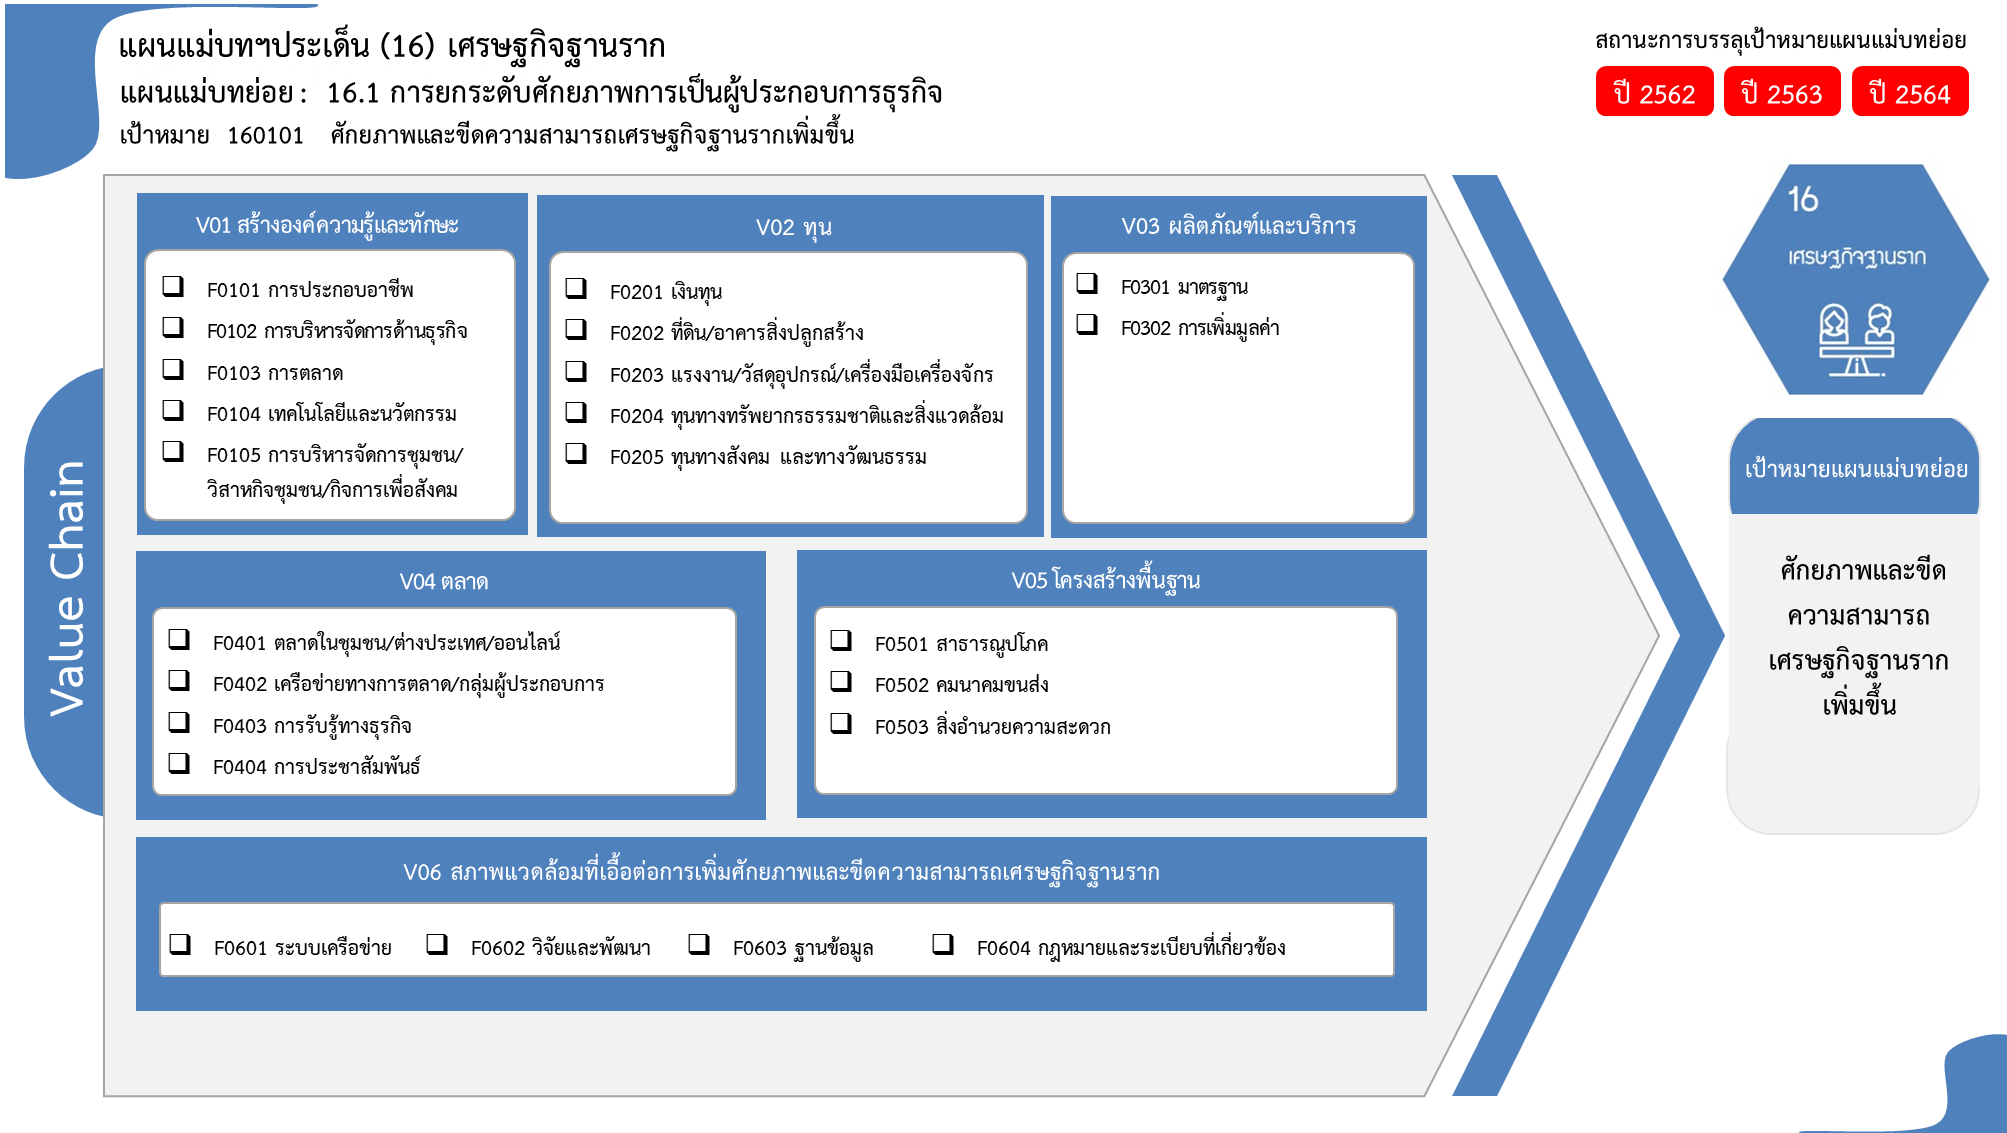 แผนแม่บทฯประเด็น (16) เศรษฐกิจฐานราก
แผนแม่บทย่อย : 16.1 การยกระดับศักยภาพการเป็นผู้ประกอบการธุรกิจ
เป้าหมาย 160101 ศักยภาพและขีดความสามารถเศรษฐกิจฐานรากเพิ่มขึ้น
สถานะการบรรลุเป้าหมายแผนแม่บทย่อย
ปี 2562 ปี 2563 ปี 2564
Value Chain
V01 สร้างองค์ความรู้และทักษะ
F0101 การประกอบอาชีพ
F0102 การบริหารจัดการด้านธุรกิจ
F0103 การตลาด
F0104 เทคโนโลยีและนวัตกรรม
F0105 การบริหารจัดการชุมชน/
วิสาหกิจชุมชน/กิจการเพื่อสังคม
V02 ทุน
F0201 เงินทุน
F0202 ที่ดิน/อาคารสิ่งปลูกสร้าง
F0203 แรงงาน/วัสดุอุปกรณ์/เครื่องมือเครื่องจักร
F0204 ทุนทางทรัพยากรธรรมชาติและสิ่งแวดล้อม
F0205 ทุนทางสังคม และทางวัฒนธรรม
V03 ผลิตภัณฑ์และบริการ
F0301 มาตรฐาน
F0302 การเพิ่มมูลค่า
V04 ตลาด
F0401 ตลาดในชุมชน/ต่างประเทศ/ออนไลน์
F0402 เครือข่ายทางการตลาด/กลุ่มผู้ประกอบการ
F0403 การรับรู้ทางธุรกิจ
F0404 การประชาสัมพันธ์
V05 โครงสร้างพื้นฐาน
F0501 สาธารณูปโภค
F0502 คมนาคมขนส่ง
F0503 สิ่งอำนวยความสะดวก
V06 สภาพแวดล้อมที่เอื้อต่อการเพิ่มศักยภาพและขีดความสามารถเศรษฐกิจฐานราก
F0601 ระบบเครือข่าย F0602 วิจัยและพัฒนา F0603 ฐานข้อมูล F0604 กฎหมายและระเบียบที่เกี่ยวข้อง
16
เศรษฐกิจฐานราก
เป้าหมายแผนแม่บทย่อย
ศักยภาพและขีด
ความสามารถ
เศรษฐกิจฐานราก
เพิ่มขึ้น